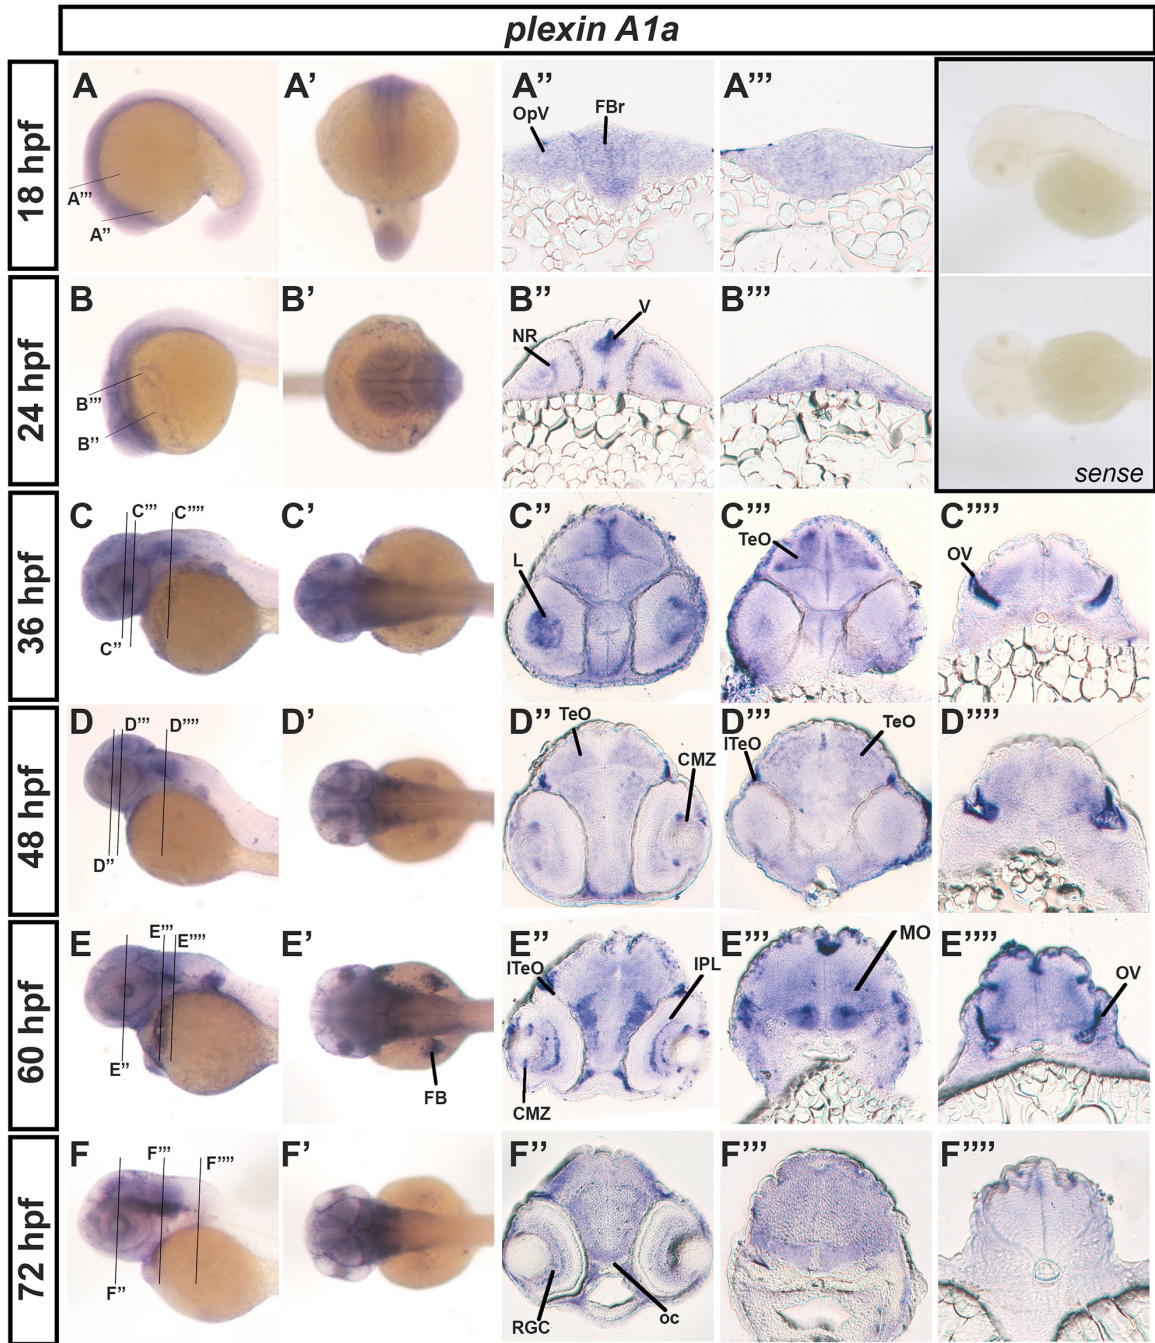 plexin A1a
18 hpf
A
A’’’
A’’
A’
A’’
OpV
FBr
A’’’
24 hpf
B
B’’’
B’’
B’
B’’
NR
V
B’’’
sense
36 hpf
C
C’’’
C’’’’
C’’
C’
C’’
L
C’’’
TeO
C’’’’
OV
48 hpf
D
D’’’
D’’’’
D’’
D’
D’’
TeO
CMZ
D’’’
lTeO
TeO
D’’’’
60 hpf
E
E’’’
E’’’’
E’’
E’
FB
E’’
lTeO
IPL
CMZ
E’’’
MO
E’’’’
OV
72 hpf
F
F’’’
F’’’’
F’’
F’
F’’
RGC
oc
F’’’
F’’’’